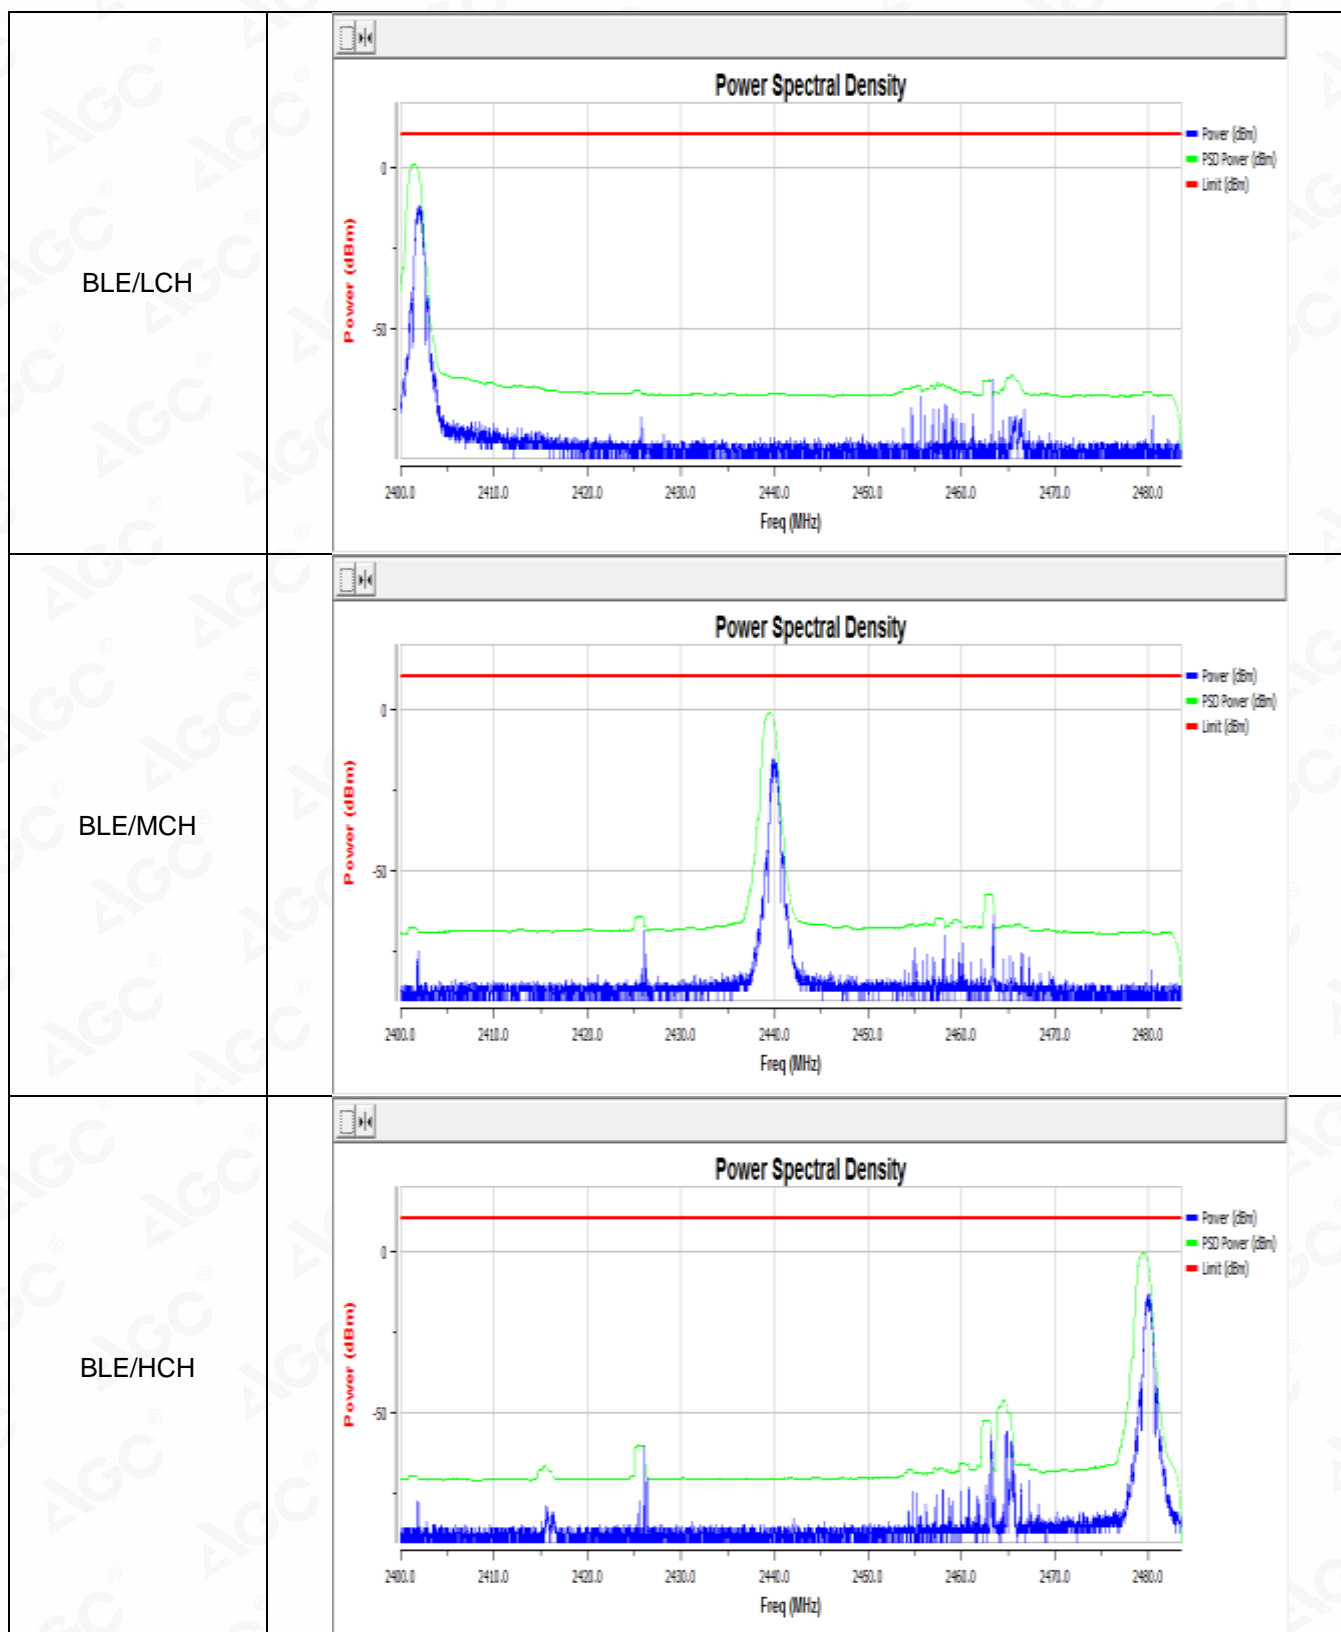 BLE/LCH
Power Spectral Density
Power (dBm)
0
-50
2400.0 2410.0 2420.0 2430.0 2440.0 2450.0 2460.0 2470.0 2480.0
Freq (MHz)
Power (dBm)
PSD Power (dBm)
Limit (dBm)
BLE/MCH
Power Spectral Density
Power (dBm)
0
-50
2400.0 2410.0 2420.0 2430.0 2440.0 2450.0 2460.0 2470.0 2480.0
Freq (MHz)
Power (dBm)
PSD Power (dBm)
Limit (dBm)
BLE/HCH
Power Spectral Density
Power (dBm)
0
-50
2400.0 2410.0 2420.0 2430.0 2440.0 2450.0 2460.0 2470.0 2480.0
Freq (MHz)
Power (dBm)
PSD Power (dBm)
Limit (dBm)
AGC®